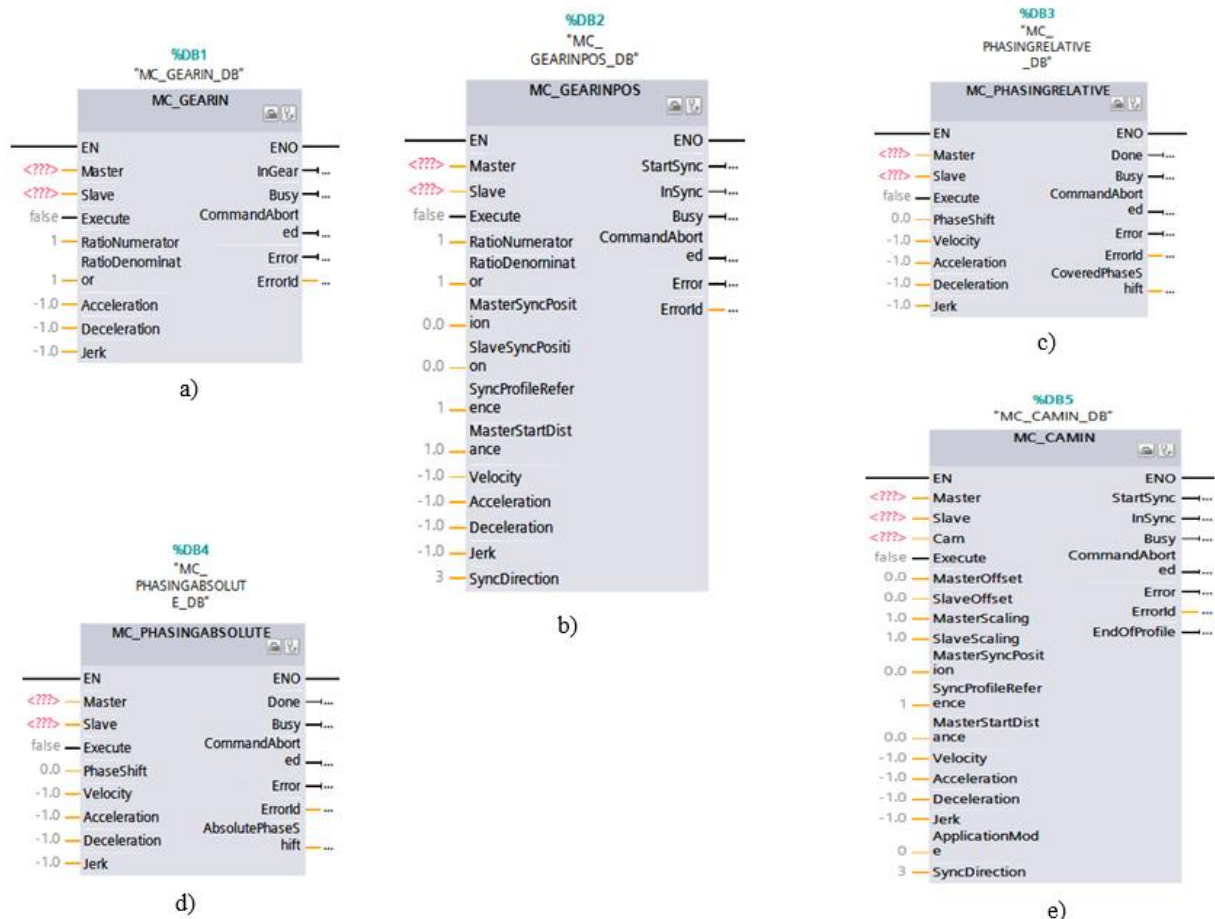 %DB1
"MC_GEARIN_DB"
MC_GEARIN
EN ENO
<???> Master InGear ...
<???> Slave Busy ...
false Execute CommandAbort
ed ...
1 RatioNumerator
RatioDenominat Error ...
1 or ErrorId ...
-1.0 Acceleration
-1.0 Deceleration
-1.0 Jerk
a)
%DB2
"MC_
GEARINPOS_DB"
MC_GEARINPOS
EN ENO
<???> Master StartSync ...
<???> Slave InSync ...
false Execute Busy ...
1 RatioNumerator CommandAbort
RatioDenominat ed ...
1 or Error ...
MasterSyncPosit ErrorId ...
0.0 ion
SlaveSyncPositi
0.0 on
SyncProfileRefer
1 ence
MasterStartDist
1.0 ance
-1.0 Velocity
-1.0 Acceleration
-1.0 Deceleration
-1.0 Jerk
3 SyncDirection
b)
%DB3
"MC_
PHASINGRELATIVE
_DB"
MC_PHASINGRELATIVE
EN ENO
<???> Master Done ...
<???> Slave Busy ...
false Execute CommandAbort
0.0 PhaseShift ed ...
-1.0 Velocity Error ...
-1.0 Acceleration ErrorId ...
-1.0 Deceleration CoveredPhaseS
hift ...
-1.0 Jerk
c)
%DB4
"MC_
PHASINGABSOLUT
E_DB"
MC_PHASINGABSOLUTE
EN ENO
<???> Master Done ...
<???> Slave Busy ...
false Execute CommandAbort
ed ...
0.0 PhaseShift
-1.0 Velocity Error ...
-1.0 Acceleration ErrorId ...
-1.0 Deceleration AbsolutePhaseS
hift ...
-1.0 Jerk
d)
%DB5
"MC_CAMIN_DB"
MC_CAMIN
EN ENO
<???> Master StartSync ...
<???> Slave InSync ...
<???> Cam Busy ...
false Execute CommandAbort
0.0 MasterOffset ed ...
0.0 SlaveOffset Error ...
1.0 MasterScaling ErrorId ...
1.0 SlaveScaling EndOfProfile ...
MasterSyncPosit
0.0 ion
SyncProfileRefer
1 ence
MasterStartDist
0.0 ance
-1.0 Velocity
-1.0 Acceleration
-1.0 Deceleration
-1.0 Jerk
ApplicationMod
0 e
3 SyncDirection
e)